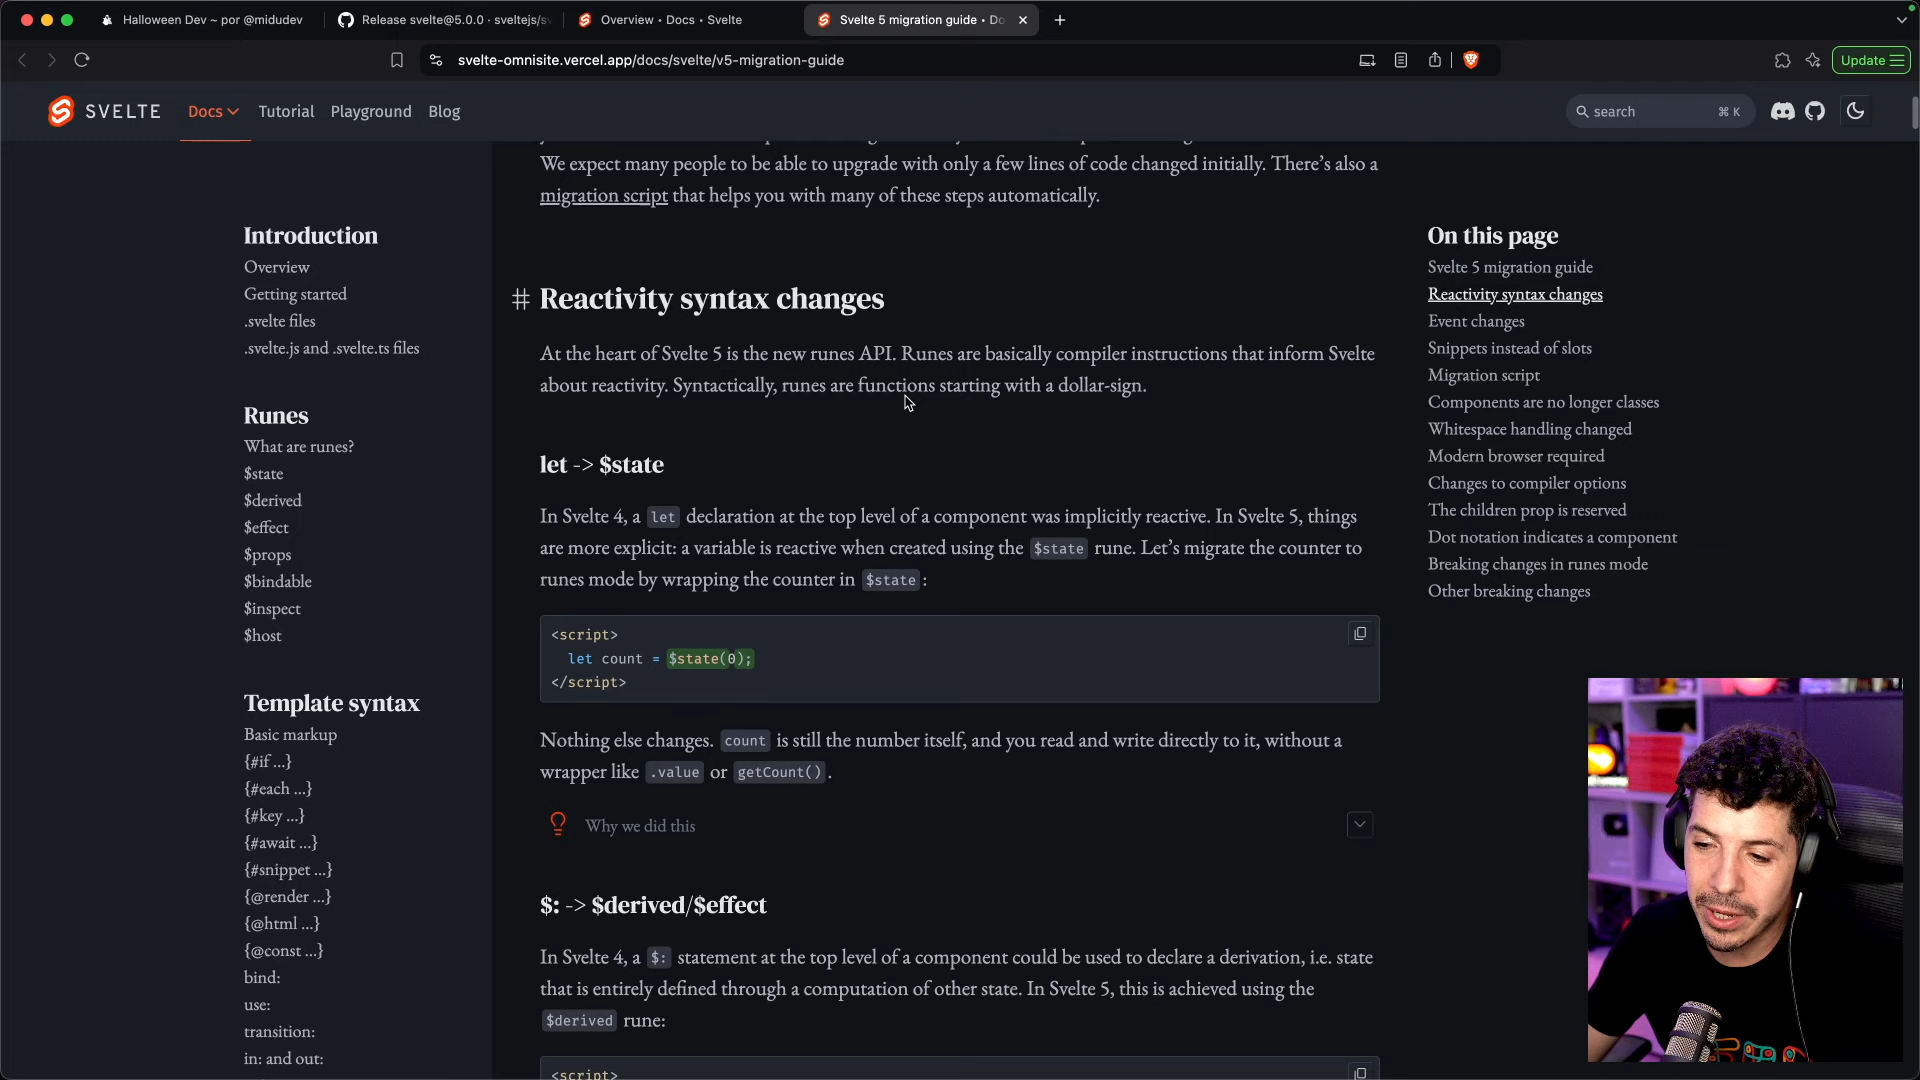 Halloween Dev ~ por @midudev
Release svelte@5.0.0 · sveltejs/sv
Overview • Docs • Svelte
Svelte 5 migration guide • Do
svelte-omnisite.vercel.app/docs/svelte/v5-migration-guide
Update
SVELTE
Docs
Tutorial
Playground
Blog
search
⌘ K
We expect many people to be able to upgrade with only a few lines of code changed initially. There's also a
migration script that helps you with many of these steps automatically.
Introduction
Overview
Getting started
.svelte files
.svelte.js and .svelte.ts files
Runes
What are runes?
$state
$derived
$effect
$props
$bindable
$inspect
$host
Template syntax
Basic markup
{#if ...}
{#each ...}
{#key ...}
{#await ...}
{#snippet ...}
{@render ...}
{@html ...}
{@const ...}
bind:
use:
transition:
in: and out:
# Reactivity syntax changes
At the heart of Svelte 5 is the new runes API. Runes are basically compiler instructions that inform Svelte
about reactivity. Syntactically, runes are functions starting with a dollar-sign.
let -> $state
In Svelte 4, a let declaration at the top level of a component was implicitly reactive. In Svelte 5, things
are more explicit: a variable is reactive when created using the $state rune. Let's migrate the counter to
runes mode by wrapping the counter in $state :
<script>
let count = $state(0);
</script>
Nothing else changes. count is still the number itself, and you read and write directly to it, without a
wrapper like .value or getCount() .
Why we did this
$: -> $derived/$effect
In Svelte 4, a $: statement at the top level of a component could be used to declare a derivation, i.e. state
that is entirely defined through a computation of other state. In Svelte 5, this is achieved using the
$derived rune:
<script>
On this page
Svelte 5 migration guide
Reactivity syntax changes
Event changes
Snippets instead of slots
Migration script
Components are no longer classes
Whitespace handling changed
Modern browser required
Changes to compiler options
The children prop is reserved
Dot notation indicates a component
Breaking changes in runes mode
Other breaking changes